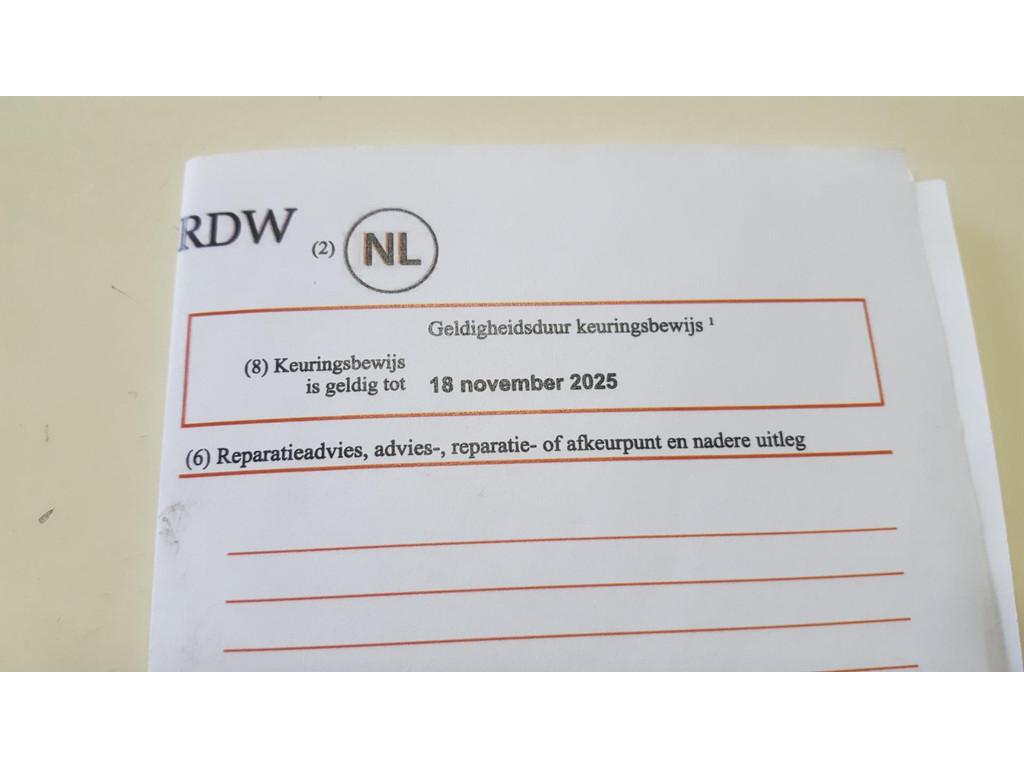 RDW (2) NL
Geldigheidsduur keuringsbewijs ¹
(8) Keuringsbewijs
is geldig tot 18 november 2025
(6) Reparatieadvies, advies-, reparatie- of afkeurpunt en nadere uitleg